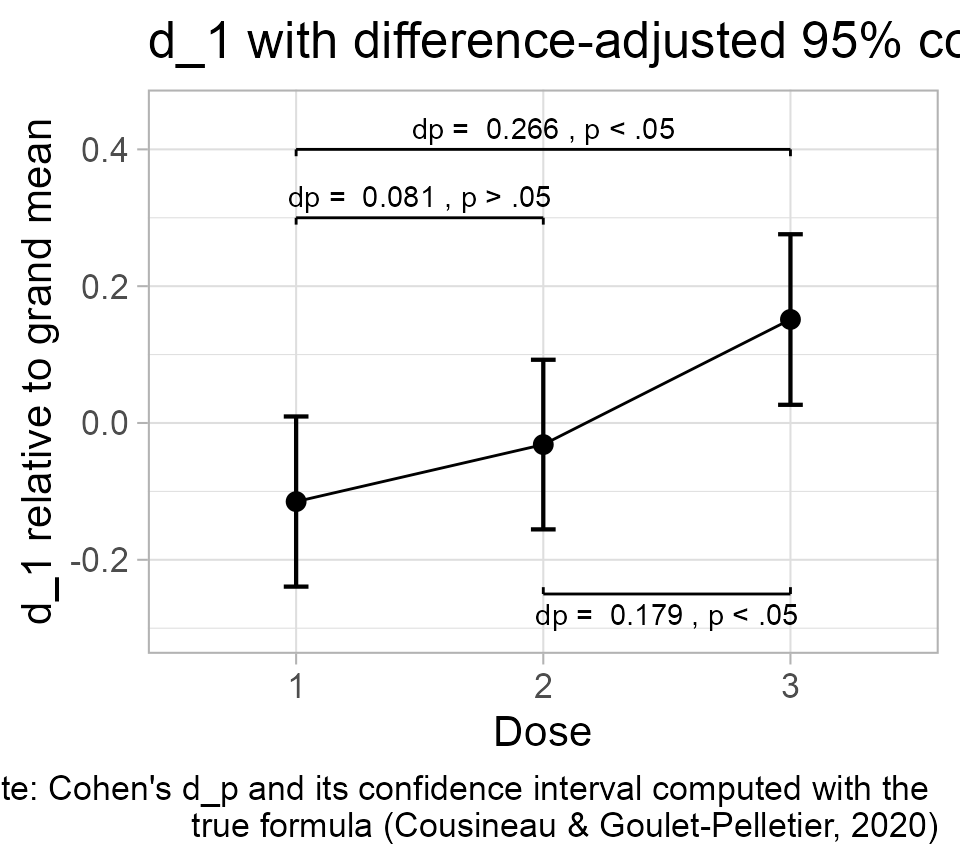 d_1 with difference-adjusted 95%
dp = 0.266 , p < .05
dp = 0.081 , p > .05
dp = 0.179 , p < .05
d_1 relative to grand mean
0.4
0.2
0.0
-0.2
1 2 3
Dose
Cohen's d_p and its confidence interval computed with the
true formula (Cousineau & Goulet-Pelletier, 2020)